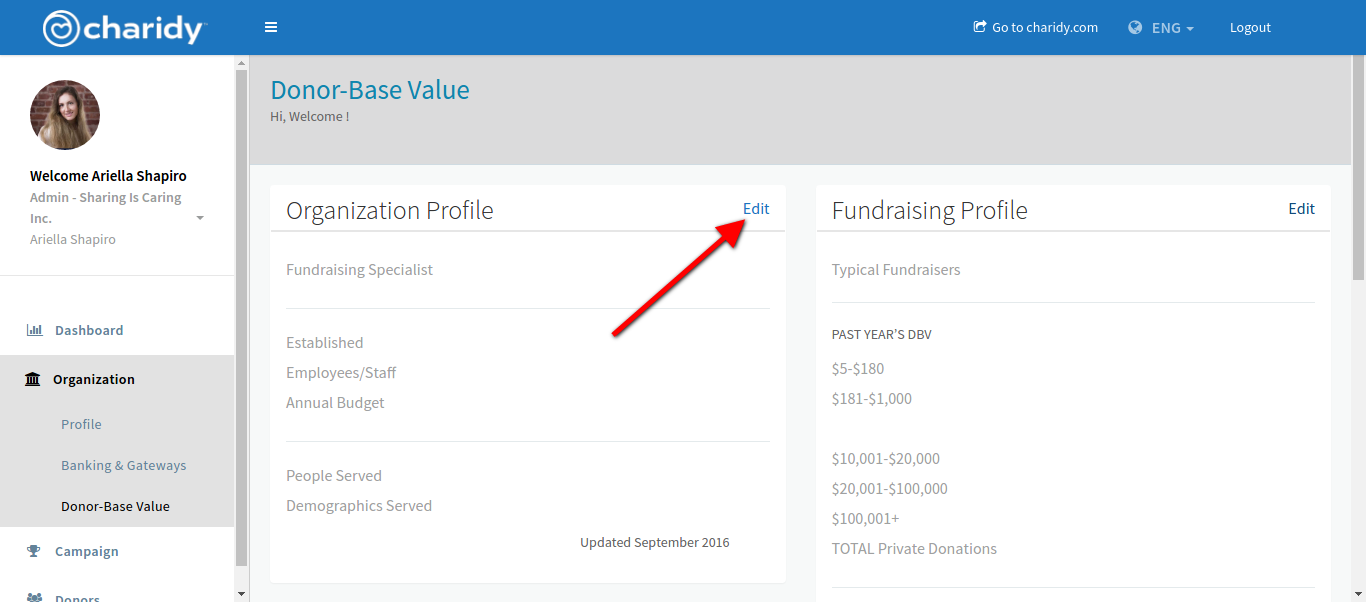 charidy™
Go to charidy.com
ENG
Logout
Welcome Ariella Shapiro
Admin - Sharing Is Caring
Inc.
Ariella Shapiro
Dashboard
Organization
Profile
Banking & Gateways
Donor-Base Value
Campaign
Donors
Donor-Base Value
Hi, Welcome !
Organization Profile
Edit
Fundraising Specialist
Established
Employees/Staff
Annual Budget
People Served
Demographics Served
Updated September 2016
Fundraising Profile
Edit
Typical Fundraisers
PAST YEAR'S DBV
$5-$180
$181-$1,000
$10,001-$20,000
$20,001-$100,000
$100,001+
TOTAL Private Donations